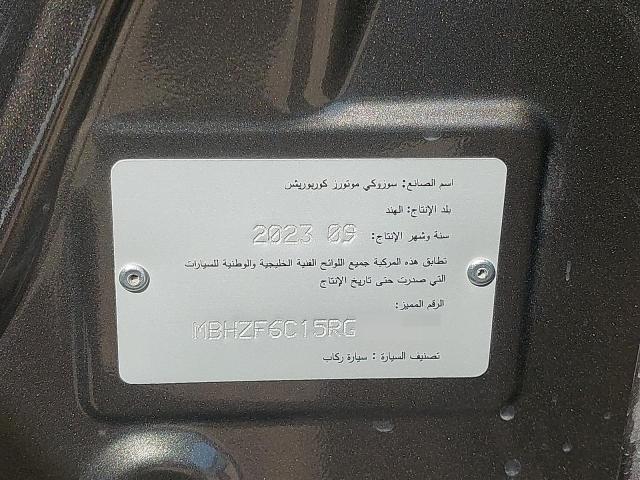 اسم الصانع: سوزوكي موتورز كوربوريشن
بلد الإنتاج: الهند
سنة وشهر الإنتاج: 2023 09
تطابق هذه المركبة جميع اللوائح الفنية الخليجية والوطنية للسيارات
التي صدرت حتى تاريخ الإنتاج
الرقم المميز:
MBHZF6C15RG
تصنيف السيارة : سيارة ركاب